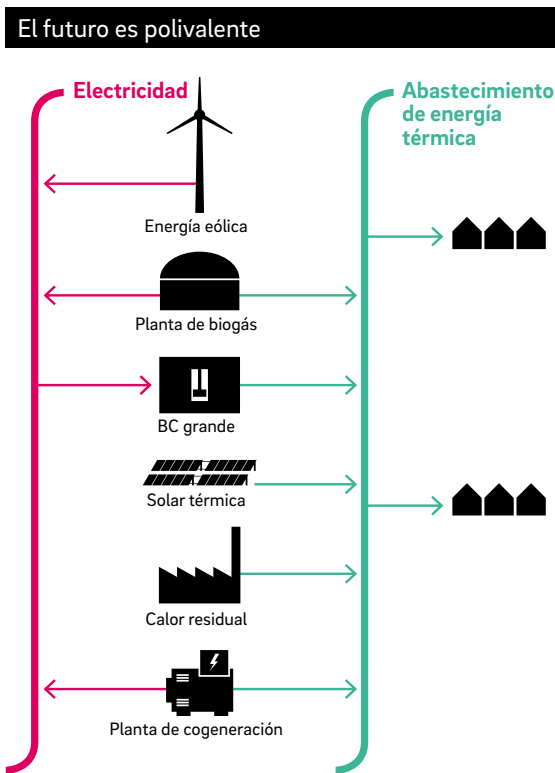 El futuro es polivalente
Electricidad
Abastecimiento
de energía
térmica
Energía eólica
Planta de biogás
BC grande
Solar térmica
Calor residual
Planta de cogeneración